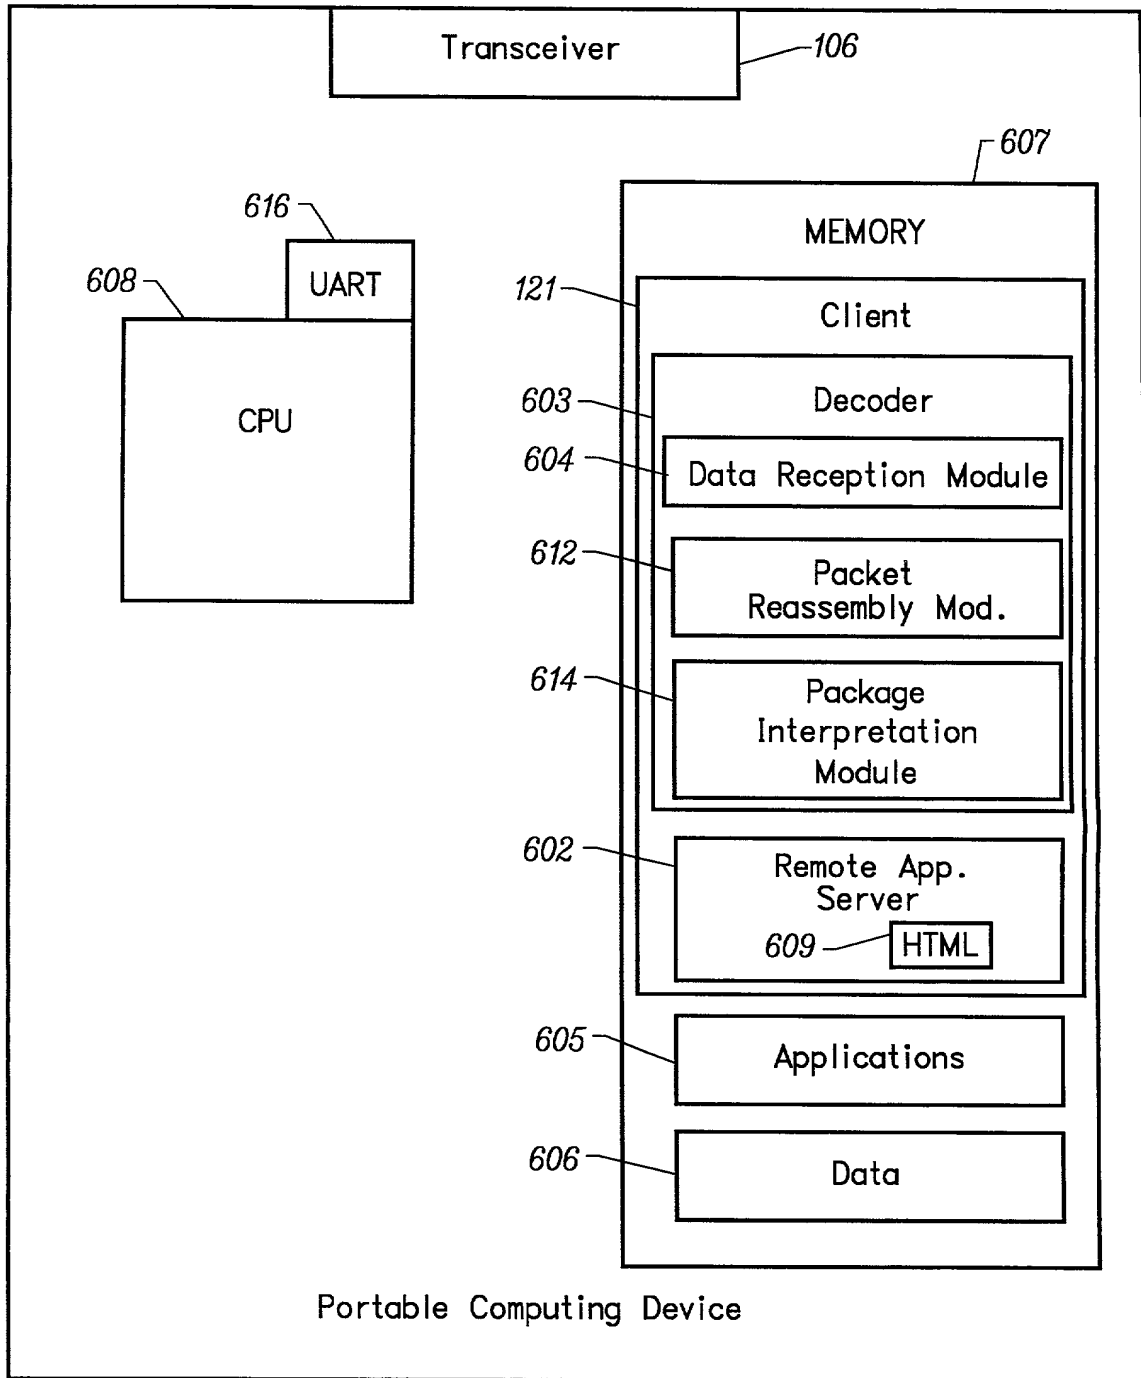 Transceiver
106
607
616
MEMORY
UART
608
121
Client
CPU
603
Decoder
604
Data Reception Module
612
Packet
Reassembly Mod.
614
Package
Interpretation
Module
602
Remote App.
Server
609
HTML
605
Applications
606
Data
Portable Computing Device